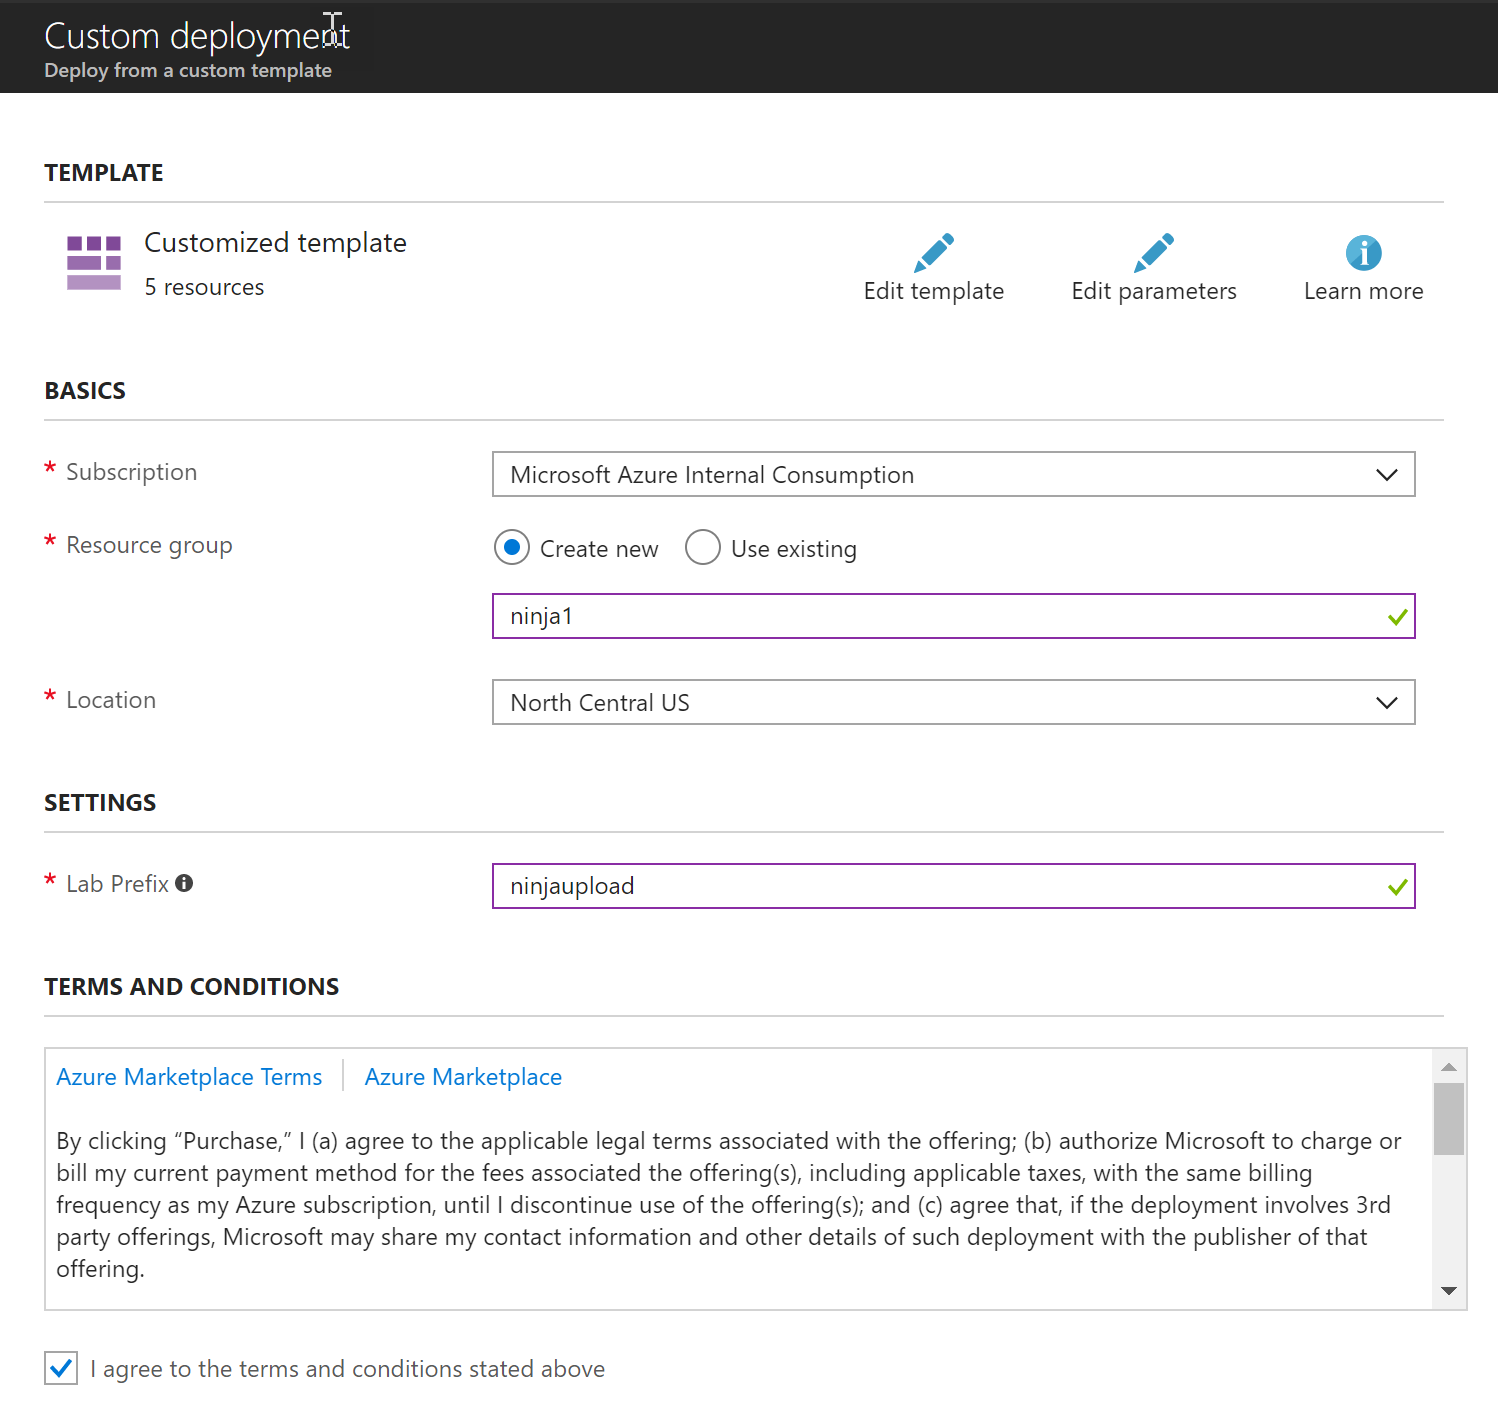 Custom deployment
Deploy from a custom template
TEMPLATE
Customized template
5 resources
Edit template
Edit parameters
Learn more
BASICS
* Subscription
Microsoft Azure Internal Consumption
* Resource group
Create new
Use existing
ninja1
* Location
North Central US
SETTINGS
* Lab Prefix
ninjaupload
TERMS AND CONDITIONS
Azure Marketplace Terms
Azure Marketplace
By clicking “Purchase,” I (a) agree to the applicable legal terms associated with the offering; (b) authorize Microsoft to charge or
bill my current payment method for the fees associated the offering(s), including applicable taxes, with the same billing
frequency as my Azure subscription, until I discontinue use of the offering(s); and (c) agree that, if the deployment involves 3rd
party offerings, Microsoft may share my contact information and other details of such deployment with the publisher of that
offering.
I agree to the terms and conditions stated above